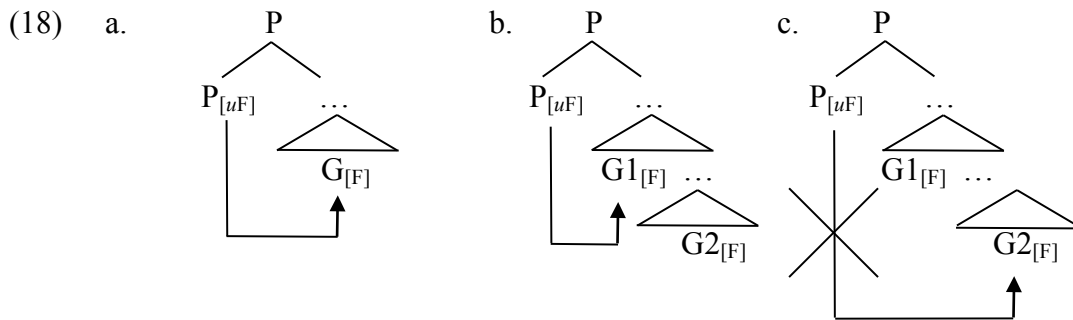 (18) a. P b. P c. P
P[uF] … P[uF] … P[uF] …
G[F] G1[F] … G1[F] …
G2[F] G2[F]